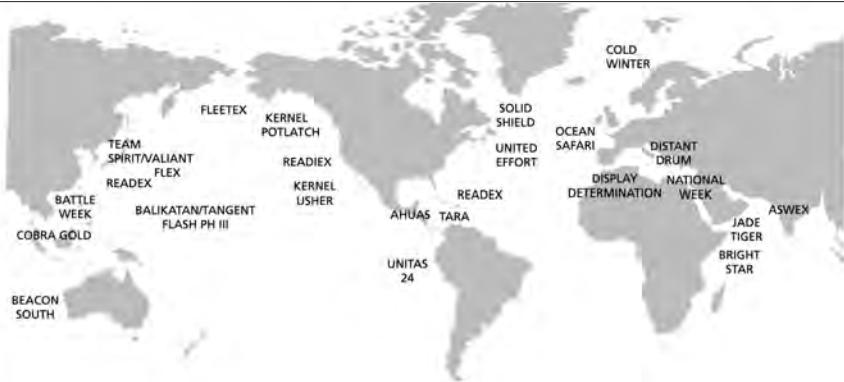 COLD
WINTER
FLEETEX
KERNEL
POTLATCH
SOLID
SHIELD
OCEAN
SAFARI
UNITED
EFFORT
TEAM
SPIRIT/VALIANT
FLEX
READEX
READIEX
KERNEL
USHER
READEX
DISTANT
DRUM
DISPLAY
DETERMINATION
NATIONAL
WEEK
BATTLE
WEEK
BALIKATAN/TANGENT
FLASH PH III
AHUAS TARA
ASWEX
COBRA GOLD
JADE
TIGER
BRIGHT
STAR
UNITAS
24
BEACON
SOUTH